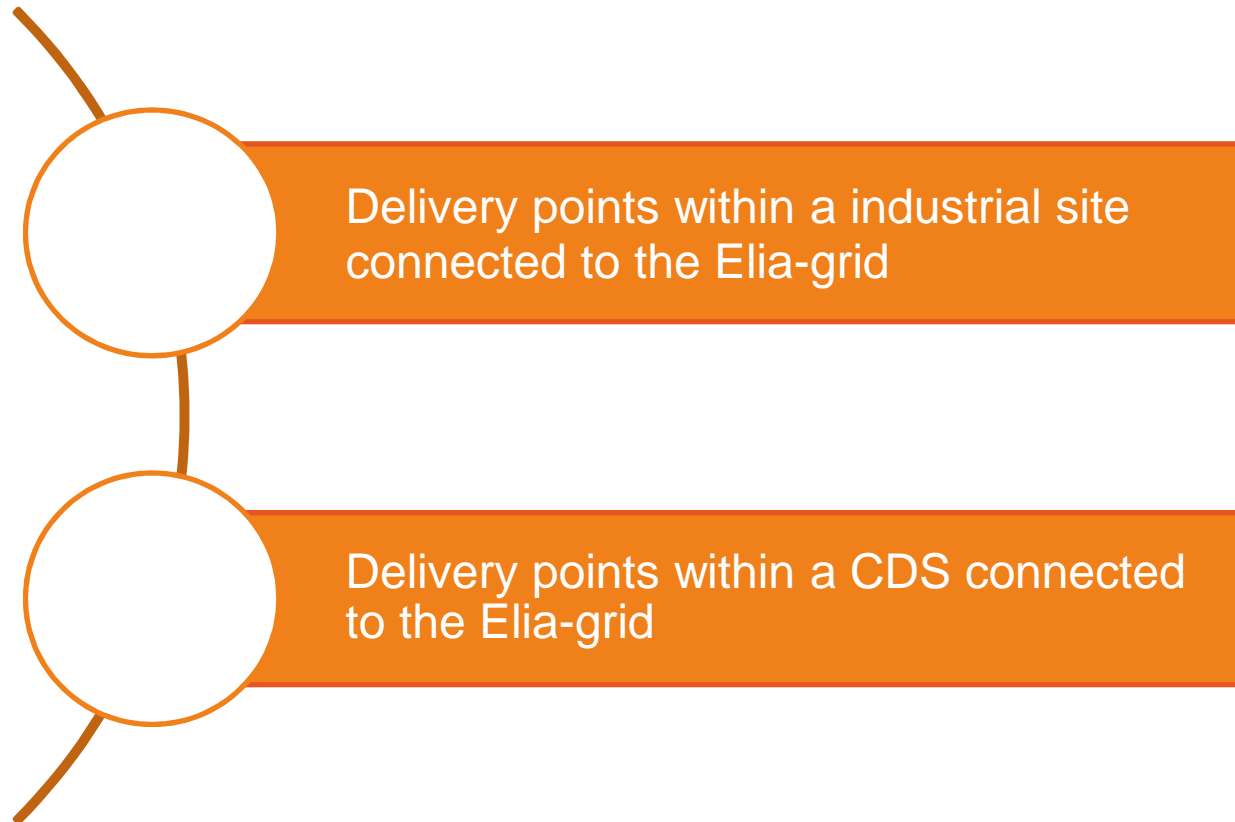 Delivery points within a industrial site
connected to the Elia-grid
Delivery points within a CDS connected
to the Elia-grid